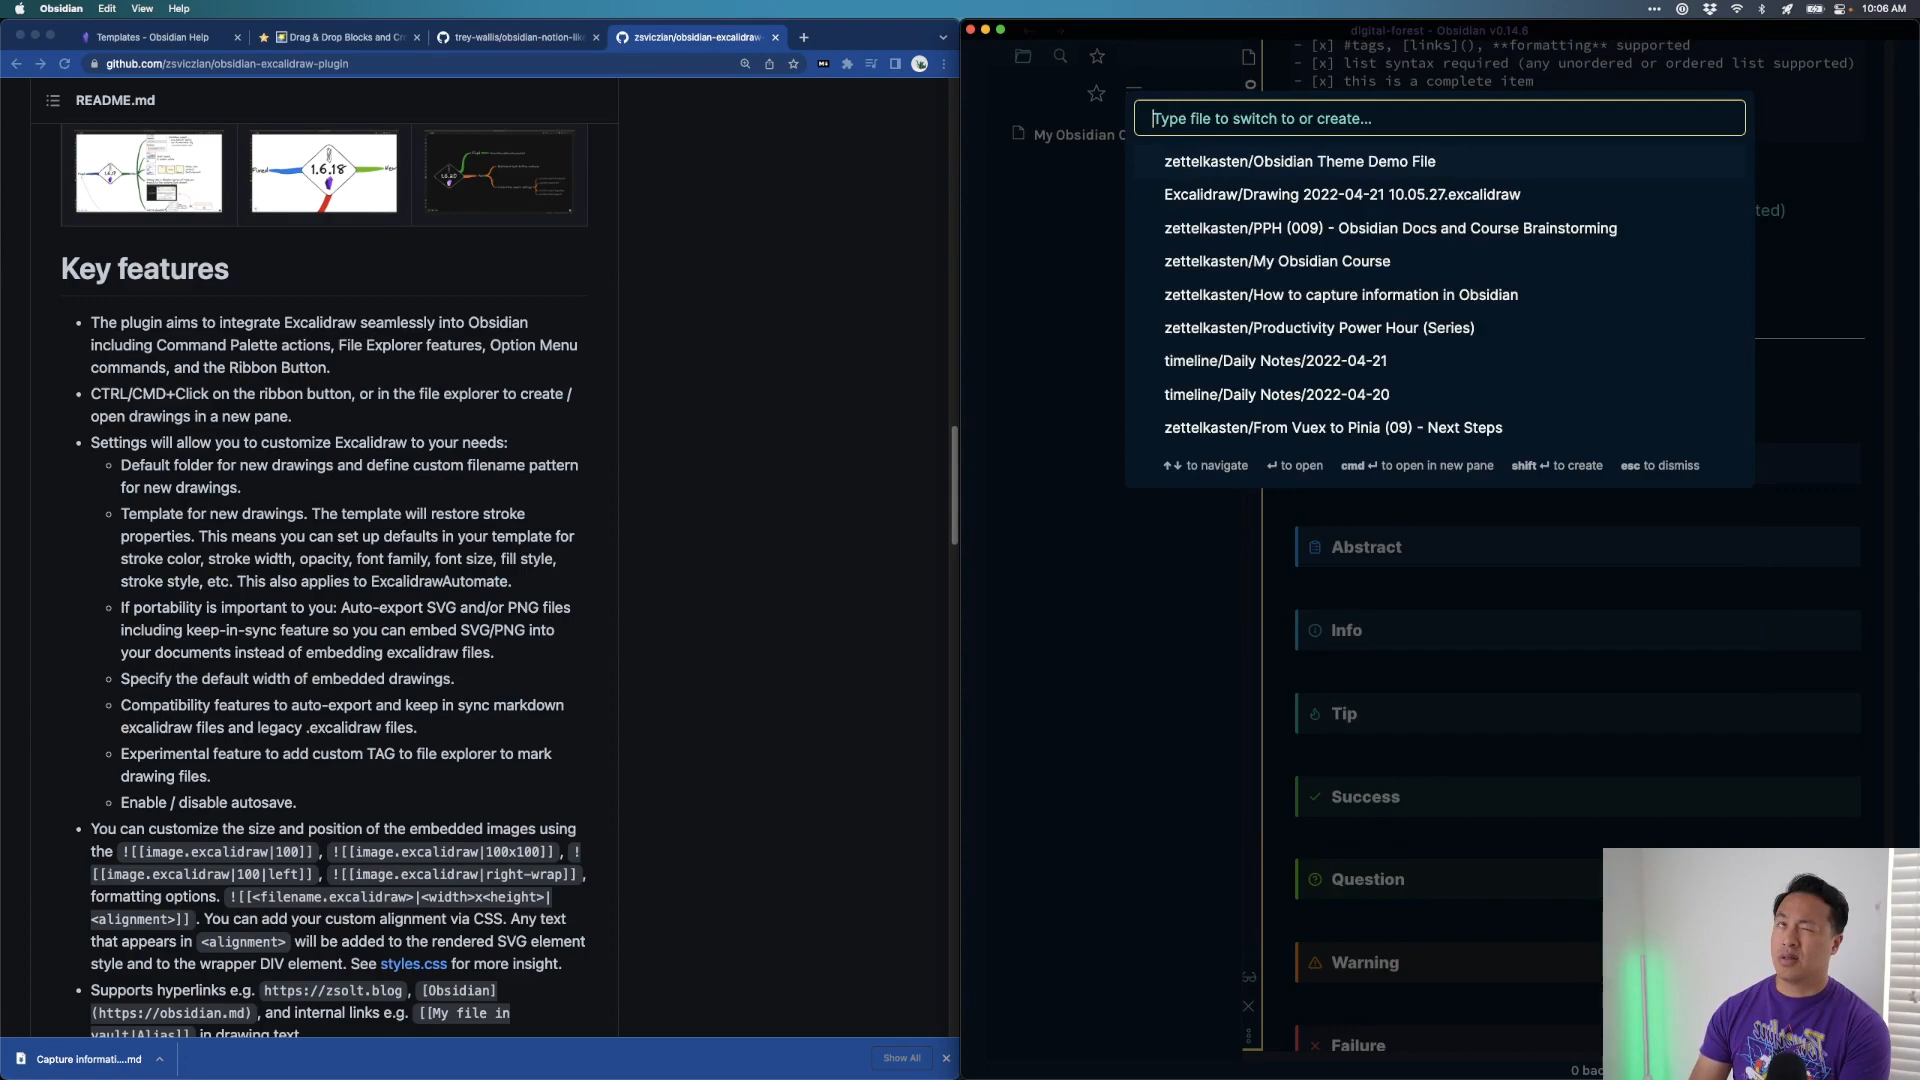 Obsidian Edit View Help
10:06 AM
Templates - Obsidian Help
Drag & Drop Blocks and Cr
trey-wallis/obsidian-notion-lik
zsviczian/obsidian-excalidraw-
github.com/zsviczian/obsidian-excalidraw-plugin
README.md
1.6.18
Key features
The plugin aims to integrate Excalidraw seamlessly into Obsidian
including Command Palette actions, File Explorer features, Option Menu
commands, and the Ribbon Button.
CTRL/CMD+Click on the ribbon button, or in the file explorer to create /
open drawings in a new pane.
Settings will allow you to customize Excalidraw to your needs:
Default folder for new drawings and define custom filename pattern
for new drawings.
Template for new drawings. The template will restore stroke
properties. This means you can set up defaults in your template for
stroke color, stroke width, opacity, font family, font size, fill style,
stroke style, etc. This also applies to ExcalidrawAutomate.
If portability is important to you: Auto-export SVG and/or PNG files
including keep-in-sync feature so you can embed SVG/PNG into
your documents instead of embedding excalidraw files.
Specify the default width of embedded drawings.
Compatibility features to auto-export and keep in sync markdown
excalidraw files and legacy .excalidraw files.
Experimental feature to add custom TAG to file explorer to mark
drawing files.
Enable / disable autosave.
You can customize the size and position of the embedded images using
the ![[image.excalidraw|100]], ![[image.excalidraw|100x100]], !
[[image.excalidraw|100|left]], ![[image.excalidraw|right-wrap]],
formatting options. ![[<filename.excalidraw>|<width>x<height>|
<alignment>]]. You can add your custom alignment via CSS. Any text
that appears in <alignment> will be added to the rendered SVG element
style and to the wrapper DIV element. See styles.css for more insight.
Supports hyperlinks e.g. https://zsolt.blog, [Obsidian]
(https://obsidian.md), and internal links e.g. [[My file in
vault|Alias]] in drawing text.
Capture informati....md
Show All
digital-forest - Obsidian v0.14.6
- [x] #tags, [links](), **formatting** supported
- [x] list syntax required (any unordered or ordered list supported)
- [x] this is a complete item
My Obsidian C
Type file to switch to or create...
zettelkasten/Obsidian Theme Demo File
Excalidraw/Drawing 2022-04-21 10.05.27.excalidraw
zettelkasten/PPH (009) - Obsidian Docs and Course Brainstorming
zettelkasten/My Obsidian Course
zettelkasten/How to capture information in Obsidian
zettelkasten/Productivity Power Hour (Series)
timeline/Daily Notes/2022-04-21
timeline/Daily Notes/2022-04-20
zettelkasten/From Vuex to Pinia (09) - Next Steps
↑↓ to navigate ↵ to open cmd ↵ to open in new pane shift ↵ to create esc to dismiss
ted)
Abstract
Info
Tip
Success
Question
Warning
Failure
0 bac